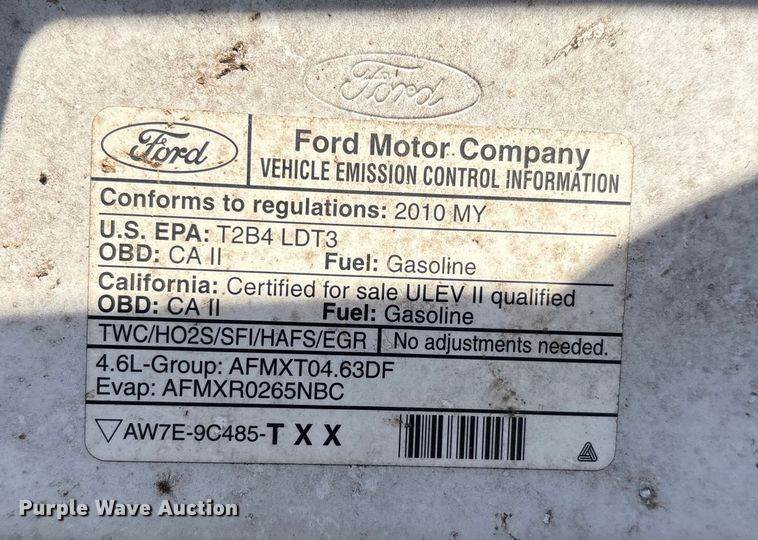 Ford
Ford
Ford Motor Company
VEHICLE EMISSION CONTROL INFORMATION
Conforms to regulations: 2010 MY
U.S. EPA: T2B4 LDT3
OBD: CA II Fuel: Gasoline
California: Certified for sale ULEV II qualified
OBD: CA II Fuel: Gasoline
TWC/HO2S/SFI/HAFS/EGR No adjustments needed.
4.6L-Group: AFMXT04.63DF
Evap: AFMXR0265NBC
▽AW7E-9C485-TXX
Purple Wave Auction